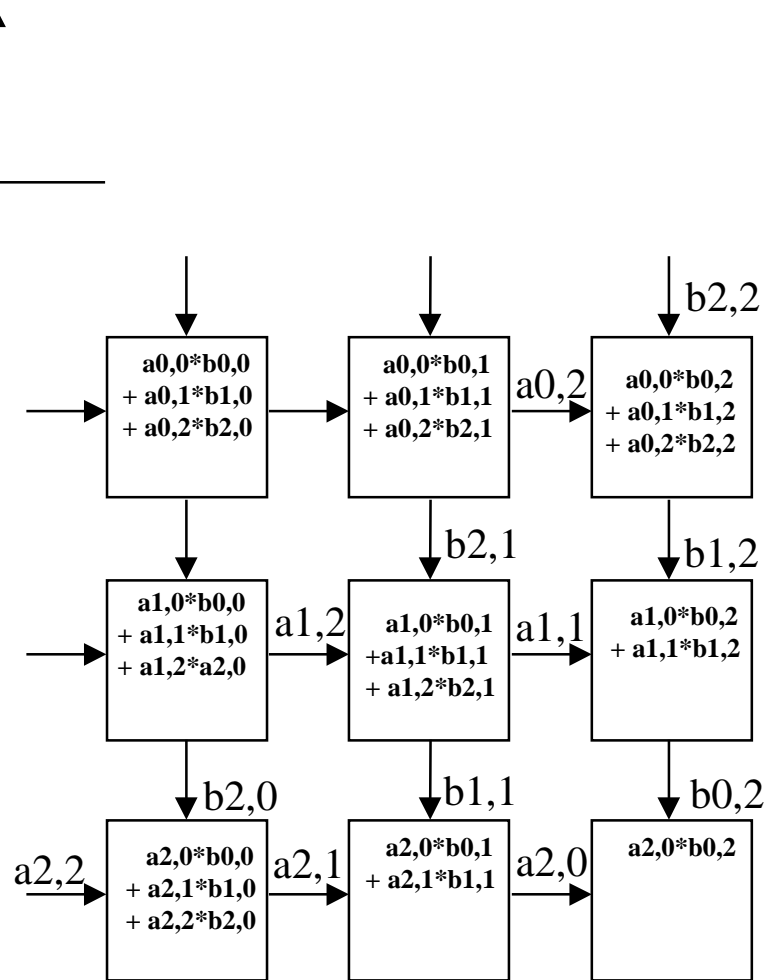 b2,2
a0,0*b0,0
+ a0,1*b1,0
+ a0,2*b2,0
a0,0*b0,1
+ a0,1*b1,1
+ a0,2*b2,1
a0,2
a0,0*b0,2
+ a0,1*b1,2
+ a0,2*b2,2
b2,1
b1,2
a1,0*b0,0
+ a1,1*b1,0
+ a1,2*a2,0
a1,2
a1,0*b0,1
+a1,1*b1,1
+ a1,2*b2,1
a1,1
a1,0*b0,2
+ a1,1*b1,2
b2,0
b1,1
b0,2
a2,2
a2,0*b0,0
+ a2,1*b1,0
+ a2,2*b2,0
a2,1
a2,0*b0,1
+ a2,1*b1,1
a2,0
a2,0*b0,2